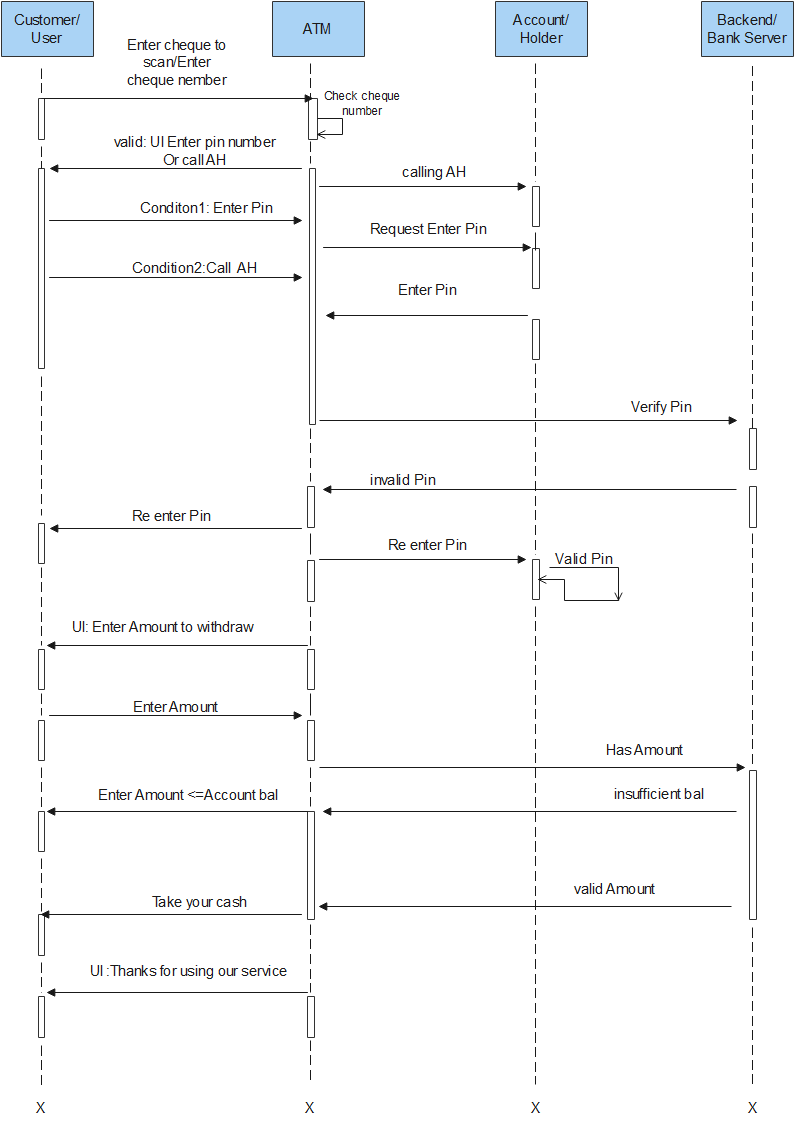 Customer/
User
ATM
Account/
Holder
Backend/
Bank Server
Enter cheque to
scan/Enter
cheque nember
Check cheque
number
valid: UI Enter pin number
Or call AH
calling AH
Conditon1: Enter Pin
Request Enter Pin
Condition2:Call AH
Enter Pin
Verify Pin
invalid Pin
Re enter Pin
Re enter Pin
Valid Pin
UI: Enter Amount to withdraw
Enter Amount
Has Amount
Enter Amount <=Account bal
insufficient bal
valid Amount
Take your cash
UI :Thanks for using our service
X X X X